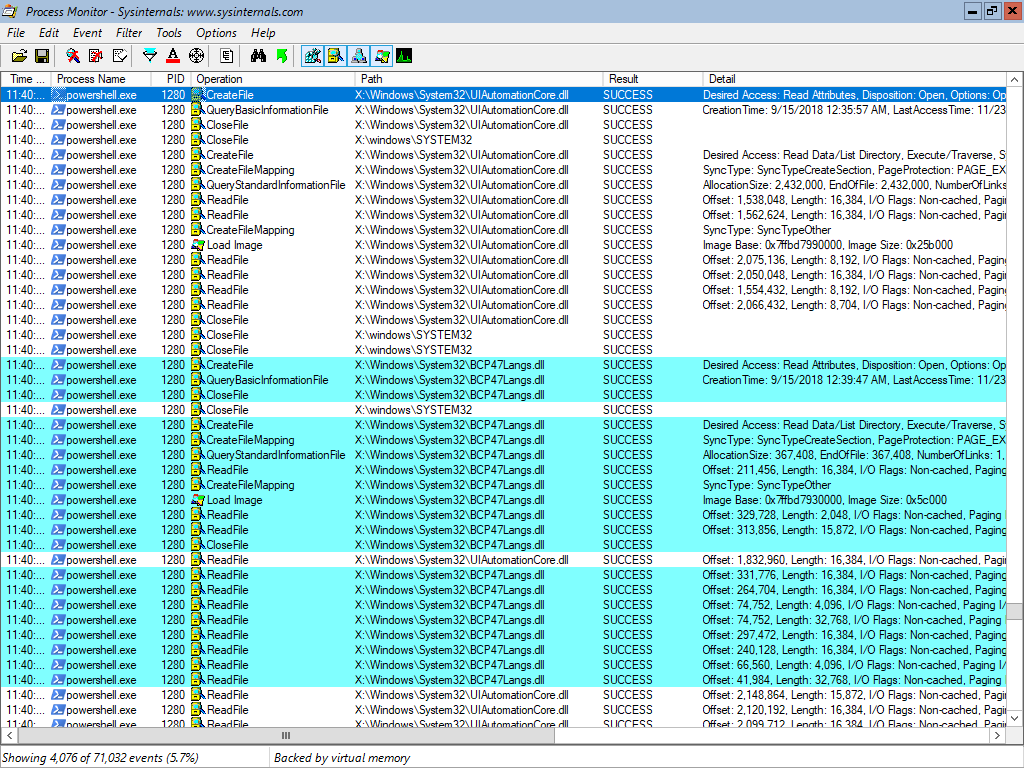 Process Monitor - Sysinternals: www.sysinternals.com
File Edit Event Filter Tools Options Help
Time ... Process Name PID Operation Path Result Detail
11:40:... powershell.exe 1280 CreateFile X:\Windows\System32\UIAutomationCore.dll SUCCESS Desired Access: Read Attributes, Disposition: Open, Options: Op
11:40:... powershell.exe 1280 QueryBasicInformationFile X:\Windows\System32\UIAutomationCore.dll SUCCESS CreationTime: 9/15/2018 12:35:57 AM, LastAccessTime: 11/23
11:40:... powershell.exe 1280 CloseFile X:\Windows\System32\UIAutomationCore.dll SUCCESS
11:40:... powershell.exe 1280 CloseFile X:\windows\SYSTEM32 SUCCESS
11:40:... powershell.exe 1280 CreateFile X:\Windows\System32\UIAutomationCore.dll SUCCESS Desired Access: Read Data/List Directory, Execute/Traverse, S
11:40:... powershell.exe 1280 CreateFileMapping X:\Windows\System32\UIAutomationCore.dll SUCCESS SyncType: SyncTypeCreateSection, PageProtection: PAGE_EX
11:40:... powershell.exe 1280 QueryStandardInformationFile X:\Windows\System32\UIAutomationCore.dll SUCCESS AllocationSize: 2,432,000, EndOfFile: 2,432,000, NumberOfLinks
11:40:... powershell.exe 1280 ReadFile X:\Windows\System32\UIAutomationCore.dll SUCCESS Offset: 1,538,048, Length: 16,384, I/O Flags: Non-cached, Paging
11:40:... powershell.exe 1280 ReadFile X:\Windows\System32\UIAutomationCore.dll SUCCESS Offset: 1,562,624, Length: 16,384, I/O Flags: Non-cached, Paging
11:40:... powershell.exe 1280 CreateFileMapping X:\Windows\System32\UIAutomationCore.dll SUCCESS SyncType: SyncTypeOther
11:40:... powershell.exe 1280 Load Image X:\Windows\System32\UIAutomationCore.dll SUCCESS Image Base: 0x7ffbd7990000, Image Size: 0x25b000
11:40:... powershell.exe 1280 ReadFile X:\Windows\System32\UIAutomationCore.dll SUCCESS Offset: 2,075,136, Length: 8,192, I/O Flags: Non-cached, Paging
11:40:... powershell.exe 1280 ReadFile X:\Windows\System32\UIAutomationCore.dll SUCCESS Offset: 2,050,048, Length: 16,384, I/O Flags: Non-cached, Paging
11:40:... powershell.exe 1280 ReadFile X:\Windows\System32\UIAutomationCore.dll SUCCESS Offset: 1,554,432, Length: 8,192, I/O Flags: Non-cached, Paging
11:40:... powershell.exe 1280 ReadFile X:\Windows\System32\UIAutomationCore.dll SUCCESS Offset: 2,066,432, Length: 8,704, I/O Flags: Non-cached, Paging
11:40:... powershell.exe 1280 CloseFile X:\Windows\System32\UIAutomationCore.dll SUCCESS
11:40:... powershell.exe 1280 CloseFile X:\windows\SYSTEM32 SUCCESS
11:40:... powershell.exe 1280 CloseFile X:\windows\SYSTEM32 SUCCESS
11:40:... powershell.exe 1280 CreateFile X:\Windows\System32\BCP47Langs.dll SUCCESS Desired Access: Read Attributes, Disposition: Open, Options: Op
11:40:... powershell.exe 1280 QueryBasicInformationFile X:\Windows\System32\BCP47Langs.dll SUCCESS CreationTime: 9/15/2018 12:39:47 AM, LastAccessTime: 11/23
11:40:... powershell.exe 1280 CloseFile X:\Windows\System32\BCP47Langs.dll SUCCESS
11:40:... powershell.exe 1280 CloseFile X:\windows\SYSTEM32 SUCCESS
11:40:... powershell.exe 1280 CreateFile X:\Windows\System32\BCP47Langs.dll SUCCESS Desired Access: Read Data/List Directory, Execute/Traverse, S
11:40:... powershell.exe 1280 CreateFileMapping X:\Windows\System32\BCP47Langs.dll SUCCESS SyncType: SyncTypeCreateSection, PageProtection: PAGE_EX
11:40:... powershell.exe 1280 QueryStandardInformationFile X:\Windows\System32\BCP47Langs.dll SUCCESS AllocationSize: 367,408, EndOfFile: 367,408, NumberOfLinks: 1,
11:40:... powershell.exe 1280 ReadFile X:\Windows\System32\BCP47Langs.dll SUCCESS Offset: 211,456, Length: 16,384, I/O Flags: Non-cached, Paging
11:40:... powershell.exe 1280 CreateFileMapping X:\Windows\System32\BCP47Langs.dll SUCCESS SyncType: SyncTypeOther
11:40:... powershell.exe 1280 Load Image X:\Windows\System32\BCP47Langs.dll SUCCESS Image Base: 0x7ffbd7930000, Image Size: 0x5c000
11:40:... powershell.exe 1280 ReadFile X:\Windows\System32\BCP47Langs.dll SUCCESS Offset: 329,728, Length: 2,048, I/O Flags: Non-cached, Paging I
11:40:... powershell.exe 1280 ReadFile X:\Windows\System32\BCP47Langs.dll SUCCESS Offset: 313,856, Length: 15,872, I/O Flags: Non-cached, Paging
11:40:... powershell.exe 1280 CloseFile X:\Windows\System32\BCP47Langs.dll SUCCESS
11:40:... powershell.exe 1280 ReadFile X:\Windows\System32\UIAutomationCore.dll SUCCESS Offset: 1,832,960, Length: 16,384, I/O Flags: Non-cached, Paging
11:40:... powershell.exe 1280 ReadFile X:\Windows\System32\BCP47Langs.dll SUCCESS Offset: 331,776, Length: 16,384, I/O Flags: Non-cached, Paging
11:40:... powershell.exe 1280 ReadFile X:\Windows\System32\BCP47Langs.dll SUCCESS Offset: 264,704, Length: 16,384, I/O Flags: Non-cached, Paging
11:40:... powershell.exe 1280 ReadFile X:\Windows\System32\BCP47Langs.dll SUCCESS Offset: 74,752, Length: 4,096, I/O Flags: Non-cached, Paging I/
11:40:... powershell.exe 1280 ReadFile X:\Windows\System32\BCP47Langs.dll SUCCESS Offset: 74,752, Length: 32,768, I/O Flags: Non-cached, Paging
11:40:... powershell.exe 1280 ReadFile X:\Windows\System32\BCP47Langs.dll SUCCESS Offset: 297,472, Length: 16,384, I/O Flags: Non-cached, Paging
11:40:... powershell.exe 1280 ReadFile X:\Windows\System32\BCP47Langs.dll SUCCESS Offset: 240,128, Length: 16,384, I/O Flags: Non-cached, Paging
11:40:... powershell.exe 1280 ReadFile X:\Windows\System32\BCP47Langs.dll SUCCESS Offset: 66,560, Length: 4,096, I/O Flags: Non-cached, Paging I/
11:40:... powershell.exe 1280 ReadFile X:\Windows\System32\BCP47Langs.dll SUCCESS Offset: 41,984, Length: 32,768, I/O Flags: Non-cached, Paging
11:40:... powershell.exe 1280 ReadFile X:\Windows\System32\UIAutomationCore.dll SUCCESS Offset: 2,148,864, Length: 15,872, I/O Flags: Non-cached, Paging
11:40:... powershell.exe 1280 ReadFile X:\Windows\System32\UIAutomationCore.dll SUCCESS Offset: 2,120,192, Length: 16,384, I/O Flags: Non-cached, Paging
11:40:... powershell.exe 1280 ReadFile X:\Windows\System32\UIAutomationCore.dll SUCCESS Offset: 2,099,712, Length: 16,384, I/O Flags: Non-cached, Paging
Showing 4,076 of 71,032 events (5.7%) Backed by virtual memory